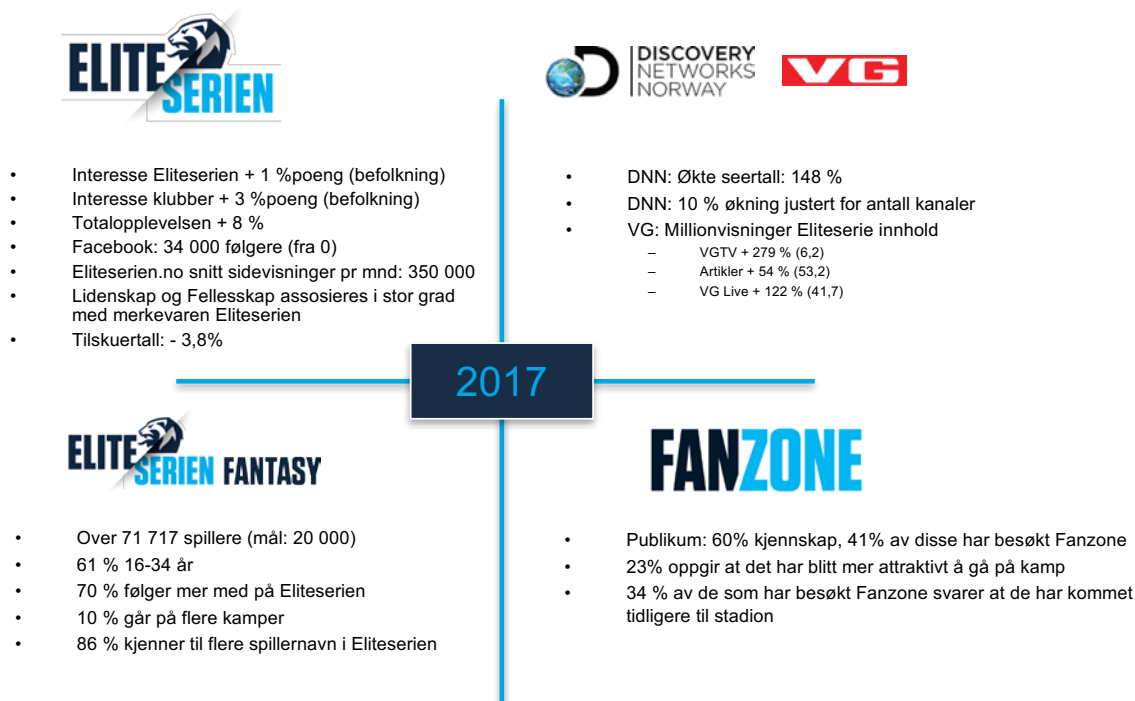 ELITE
SERIEN
• Interesse Eliteserien + 1 %poeng (befolkning)
• Interesse klubber + 3 %poeng (befolkning)
• Totalopplevelsen + 8 %
• Facebook: 34 000 følgere (fra 0)
• Eliteserien.no snitt sidevisninger pr mnd: 350 000
• Lidenskap og Fellesskap assosieres i stor grad
med merkevaren Eliteserien
• Tilskuertall: - 3,8%
DISCOVERY
NETWORKS
NORWAY
VG
• DNN: Økte seertall: 148 %
• DNN: 10 % økning justert for antall kanaler
• VG: Millionvisninger Eliteserie innhold
– VGTV + 279 % (6,2)
– Artikler + 54 % (53,2)
– VG Live + 122 % (41,7)
2017
ELITE
SERIEN FANTASY
• Over 71 717 spillere (mål: 20 000)
• 61 % 16-34 år
• 70 % følger mer med på Eliteserien
• 10 % går på flere kamper
• 86 % kjenner til flere spillernavn i Eliteserien
FANZONE
• Publikum: 60% kjennskap, 41% av disse har besøkt Fanzone
• 23% oppgir at det har blitt mer attraktivt å gå på kamp
• 34 % av de som har besøkt Fanzone svarer at de har kommet
tidligere til stadion